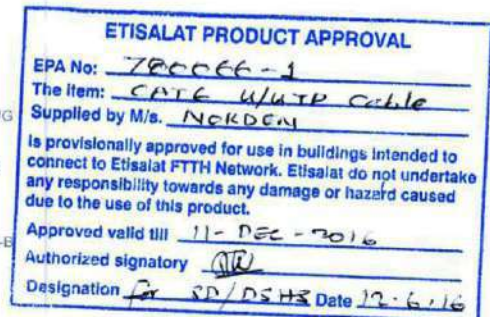 ETISALAT PRODUCT APPROVAL
EPA No: 780066-1
The item: CAT6 U/UTP Cable
Supplied by M/s. NORDEN
is provisionally approved for use in buildings intended to
connect to Etisalat FTTH Network. Etisalat do not undertake
any responsibility towards any damage or hazard caused
due to the use of this product.
Approved valid till 11-DEC-2016
Authorized signatory
Designation for SD/DSHS Date 12.6.16